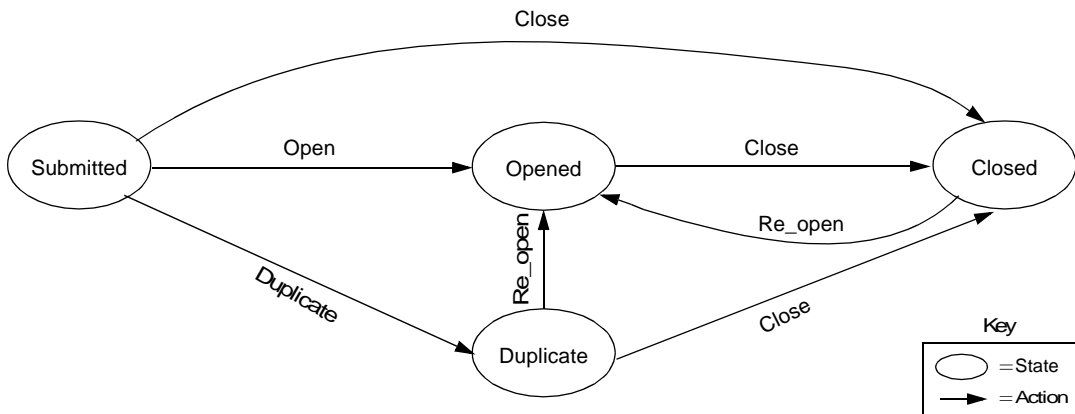 Close
Submitted
Open
Opened
Close
Closed
Re_open
Re_open
Duplicate
Duplicate
Close
Key
=State
=Action